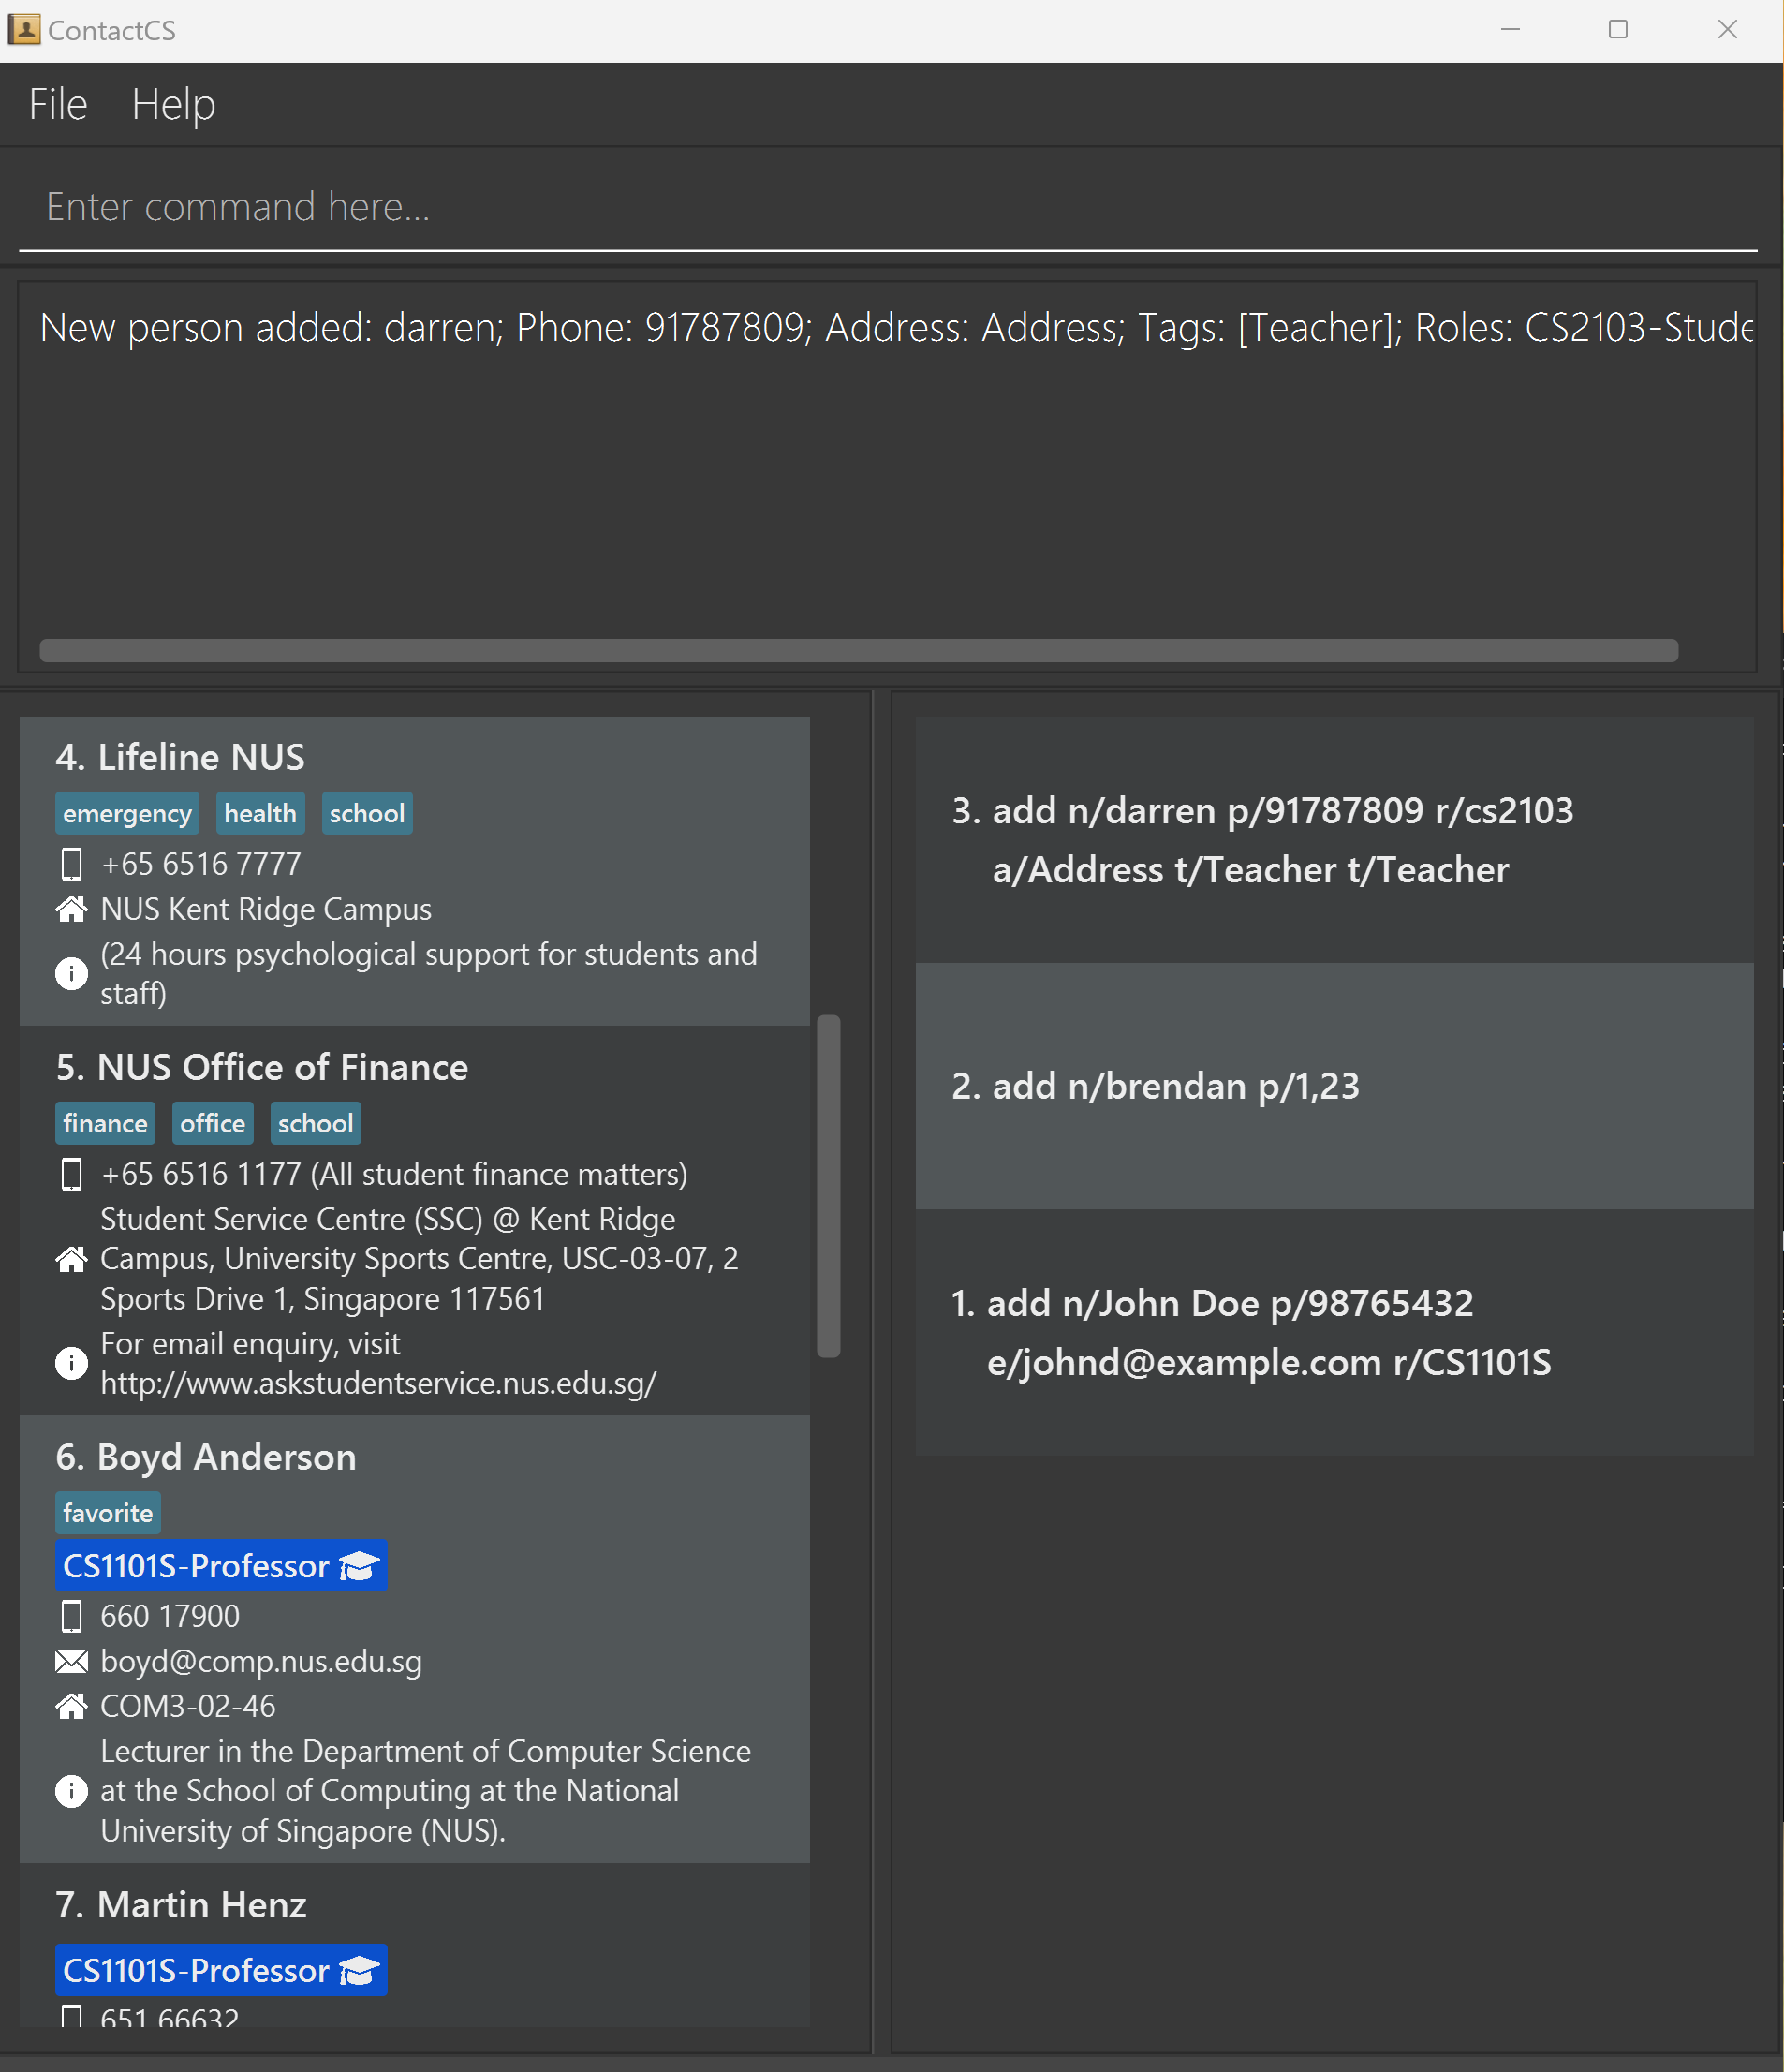 ContactCS
File Help
Enter command here...
New person added: darren; Phone: 91787809; Address: Address; Tags: [Teacher]; Roles: CS2103-Stude
4. Lifeline NUS
emergency health school
+65 6516 7777
NUS Kent Ridge Campus
(24 hours psychological support for students and
staff)
5. NUS Office of Finance
finance office school
+65 6516 1177 (All student finance matters)
Student Service Centre (SSC) @ Kent Ridge
Campus, University Sports Centre, USC-03-07, 2
Sports Drive 1, Singapore 117561
For email enquiry, visit
http://www.askstudentservice.nus.edu.sg/
6. Boyd Anderson
favorite
CS1101S-Professor
660 17900
boyd@comp.nus.edu.sg
COM3-02-46
Lecturer in the Department of Computer Science
at the School of Computing at the National
University of Singapore (NUS).
7. Martin Henz
CS1101S-Professor
651 66632
3. add n/darren p/91787809 r/cs2103
a/Address t/Teacher t/Teacher
2. add n/brendan p/1,23
1. add n/John Doe p/98765432
e/johnd@example.com r/CS1101S